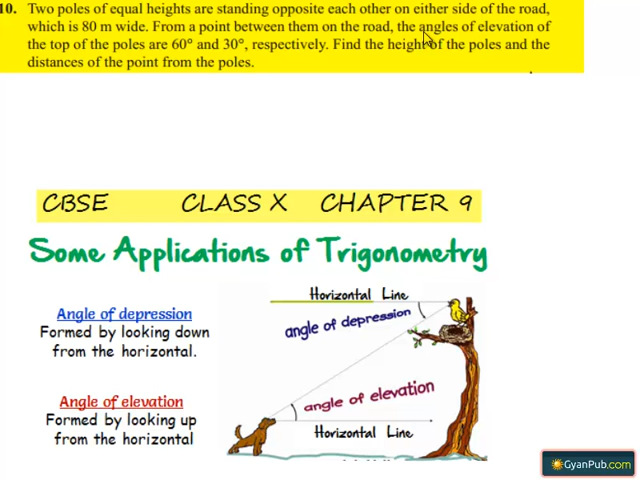 10. Two poles of equal heights are standing opposite each other on either side of the road,
which is 80 m wide. From a point between them on the road, the angles of elevation of
the top of the poles are 60° and 30°, respectively. Find the height of the poles and the
distances of the point from the poles.
CBSE CLASS X CHAPTER 9
Some Applications of Trigonometry
Horizontal Line
angle of depression
Angle of depression
Formed by looking down
from the horizontal.
angle of elevation
Angle of elevation
Formed by looking up
from the horizontal
Horizontal Line
GyanPub.com